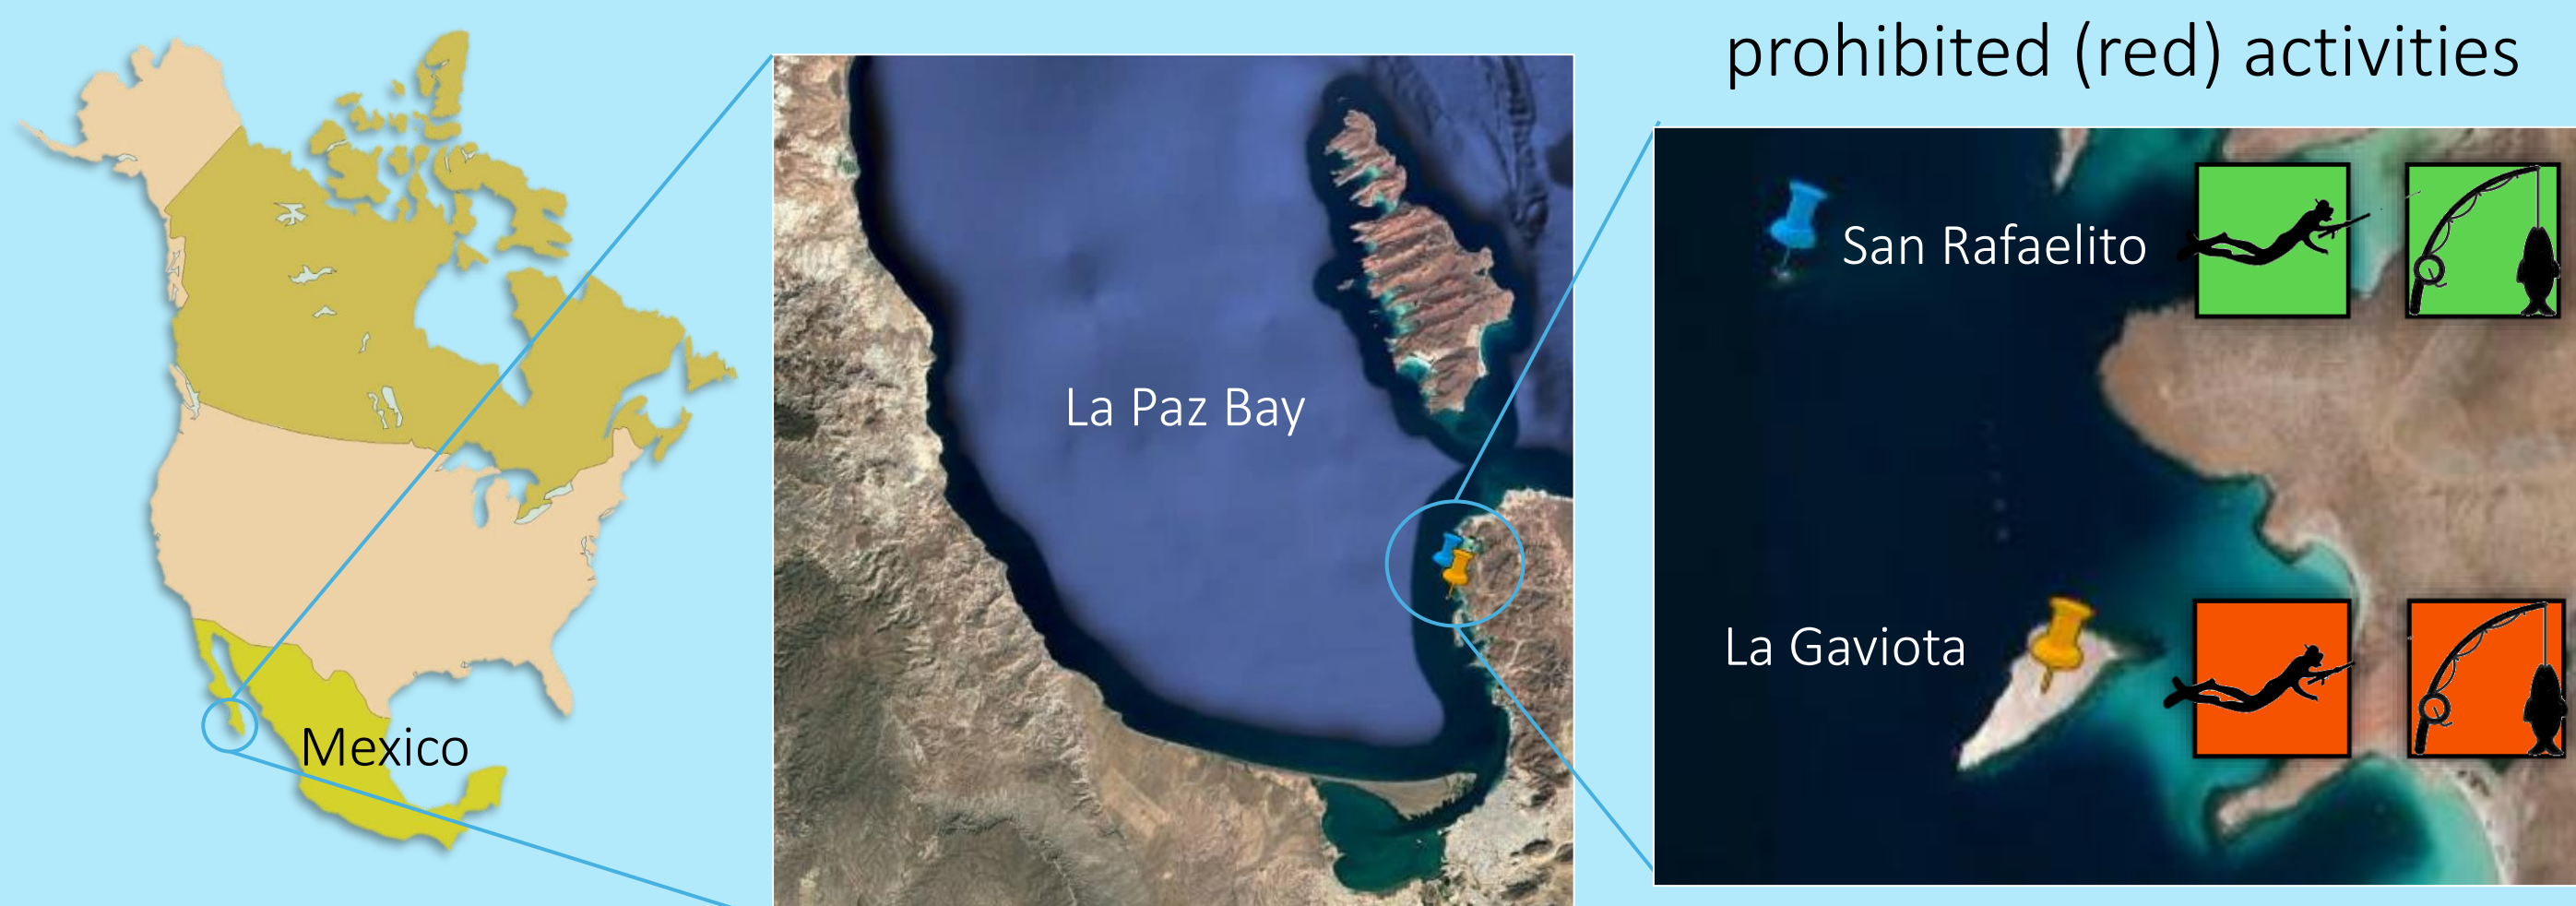 prohibited (red) activities
San Rafaelito
La Paz Bay
La Gaviota
Mexico